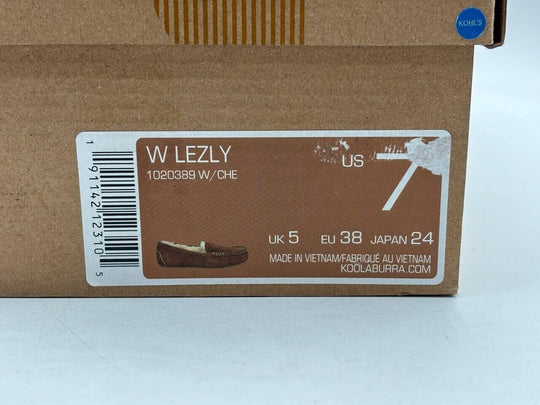 KOHL'S
W LEZLY
1020389 W/CHE
US 7
UK 5 EU 38 JAPAN 24
MADE IN VIETNAM/FABRIQUÉ AU VIETNAM
KOOLABURRA.COM
1 91142 12310 5